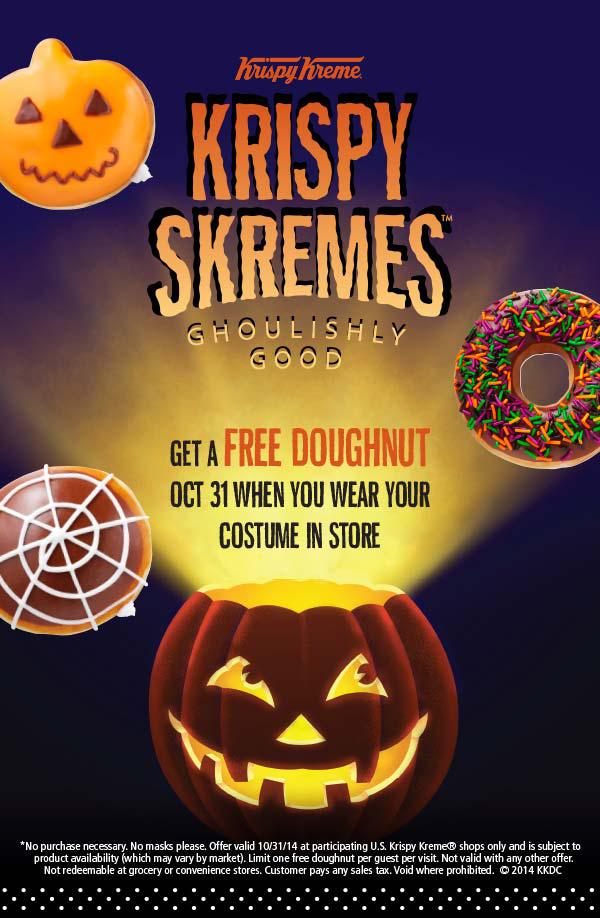 Krispy Kreme
KRISPY
SKREMES™
GHOULISHLY
GOOD
GET A FREE DOUGHNUT
OCT 31 WHEN YOU WEAR YOUR
COSTUME IN STORE
*No purchase necessary. No masks please. Offer valid 10/31/14 at participating U.S. Krispy Kreme® shops only and is subject to
product availability (which may vary by market). Limit one free doughnut per guest per visit. Not valid with any other offer.
Not redeemable at grocery or convenience stores. Customer pays any sales tax. Void where prohibited. © 2014 KKDC